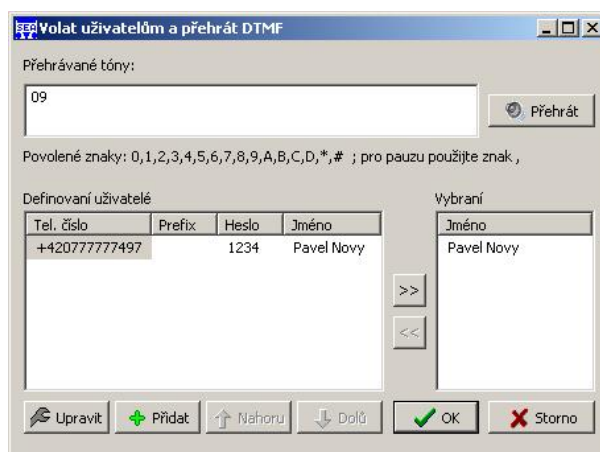 SEA Volat uživatelům a přehrát DTMF
Přehrávané tóny:
09
Přehrát
Povolené znaky: 0,1,2,3,4,5,6,7,8,9,A,B,C,D,*,# ; pro pauzu použijte znak ,
Definovaní uživatelé
Tel. číslo Prefix Heslo Jméno
+420777777497 1234 Pavel Novy
>>
<<
Vybraní
Jméno
Pavel Novy
Upravit Přidat Nahoru Dolů OK Storno